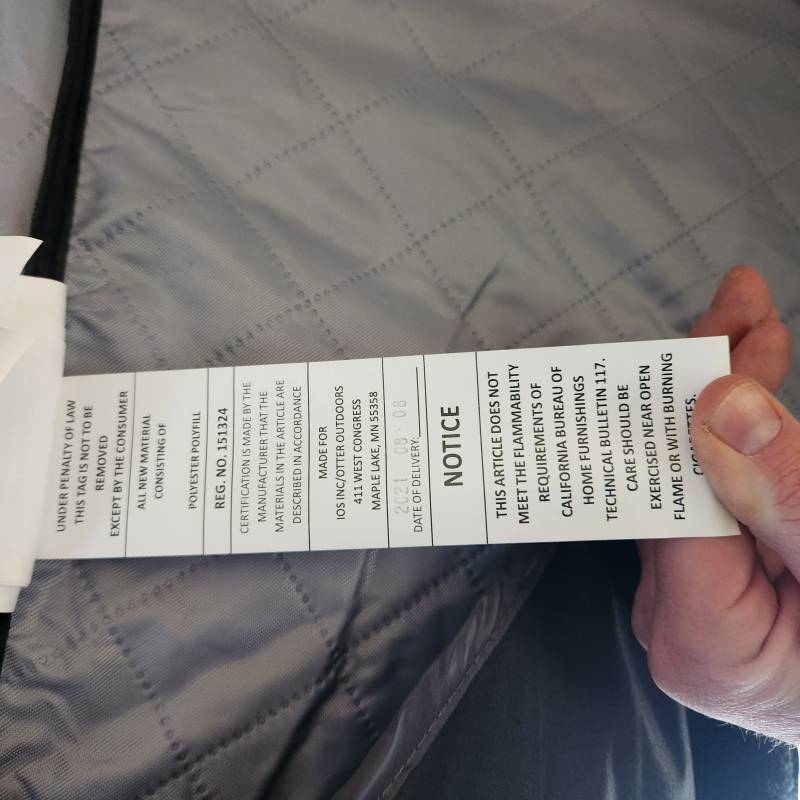 UNDER PENALTY OF LAW
THIS TAG IS NOT TO BE
REMOVED
EXCEPT BY THE CONSUMER
ALL NEW MATERIAL
CONSISTING OF
POLYESTER POLYFILL
REG. NO. 151324
CERTIFICATION IS MADE BY THE
MANUFACTURER THAT THE
MATERIALS IN THE ARTICLE ARE
DESCRIBED IN ACCORDANCE
MADE FOR
IOS INC/OTTER OUTDOORS
411 WEST CONGRESS
MAPLE LAKE, MN 55358
2021 08 · 08
DATE OF DELIVERY:
NOTICE
THIS ARTICLE DOES NOT
MEET THE FLAMMABILITY
REQUIREMENTS OF
CALIFORNIA BUREAU OF
HOME FURNISHINGS
TECHNICAL BULLETIN 117.
CARE SHOULD BE
EXERCISED NEAR OPEN
FLAME OR WITH BURNING